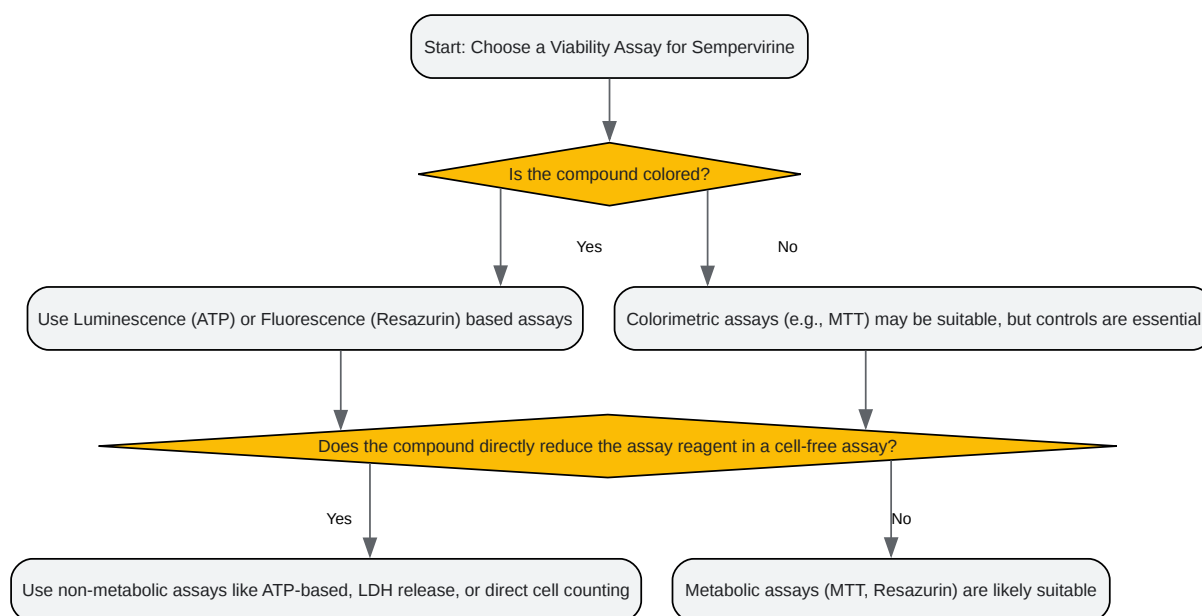 Start: Choose a Viability Assay for Sempervirine
Is the compound colored?
Yes
No
Use Luminescence (ATP) or Fluorescence (Resazurin) based assays
Colorimetric assays (e.g., MTT) may be suitable, but controls are essential
Does the compound directly reduce the assay reagent in a cell-free assay?
Yes
No
Use non-metabolic assays like ATP-based, LDH release, or direct cell counting
Metabolic assays (MTT, Resazurin) are likely suitable